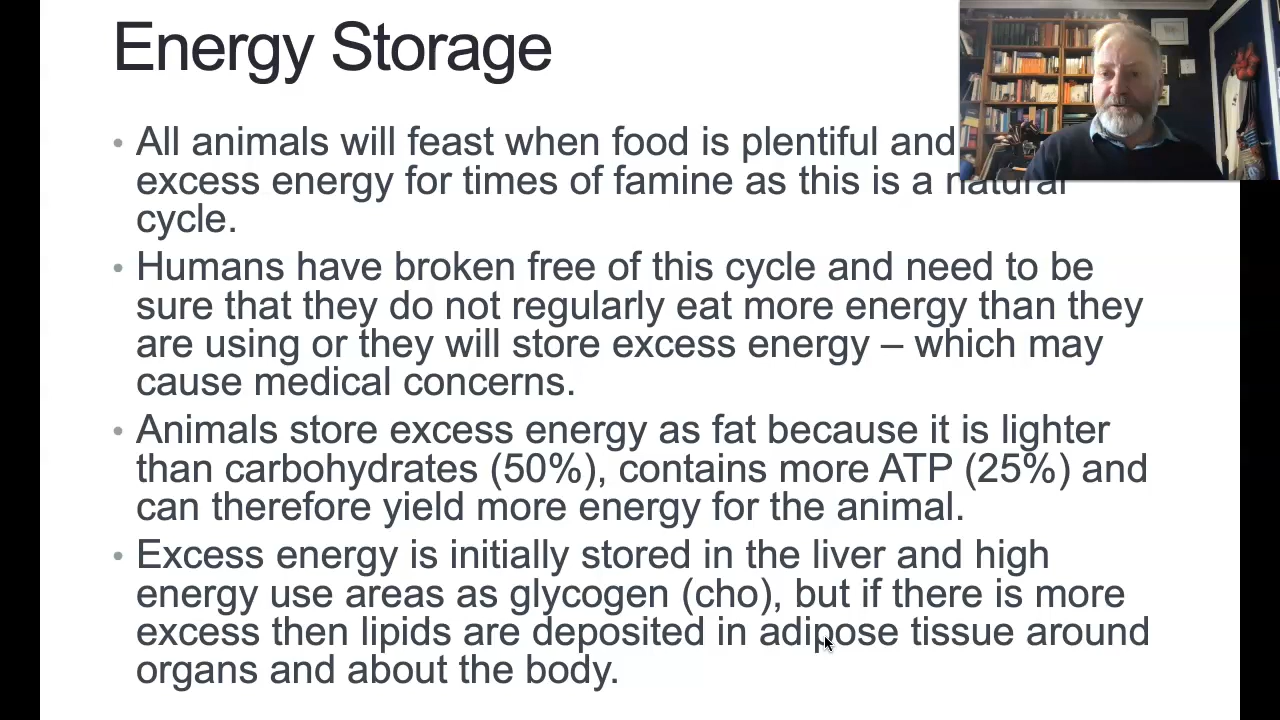 Energy Storage
• All animals will feast when food is plentiful and
excess energy for times of famine as this is a natural
cycle.
• Humans have broken free of this cycle and need to be
sure that they do not regularly eat more energy than they
are using or they will store excess energy – which may
cause medical concerns.
• Animals store excess energy as fat because it is lighter
than carbohydrates (50%), contains more ATP (25%) and
can therefore yield more energy for the animal.
• Excess energy is initially stored in the liver and high
energy use areas as glycogen (cho), but if there is more
excess then lipids are deposited in adipose tissue around
organs and about the body.